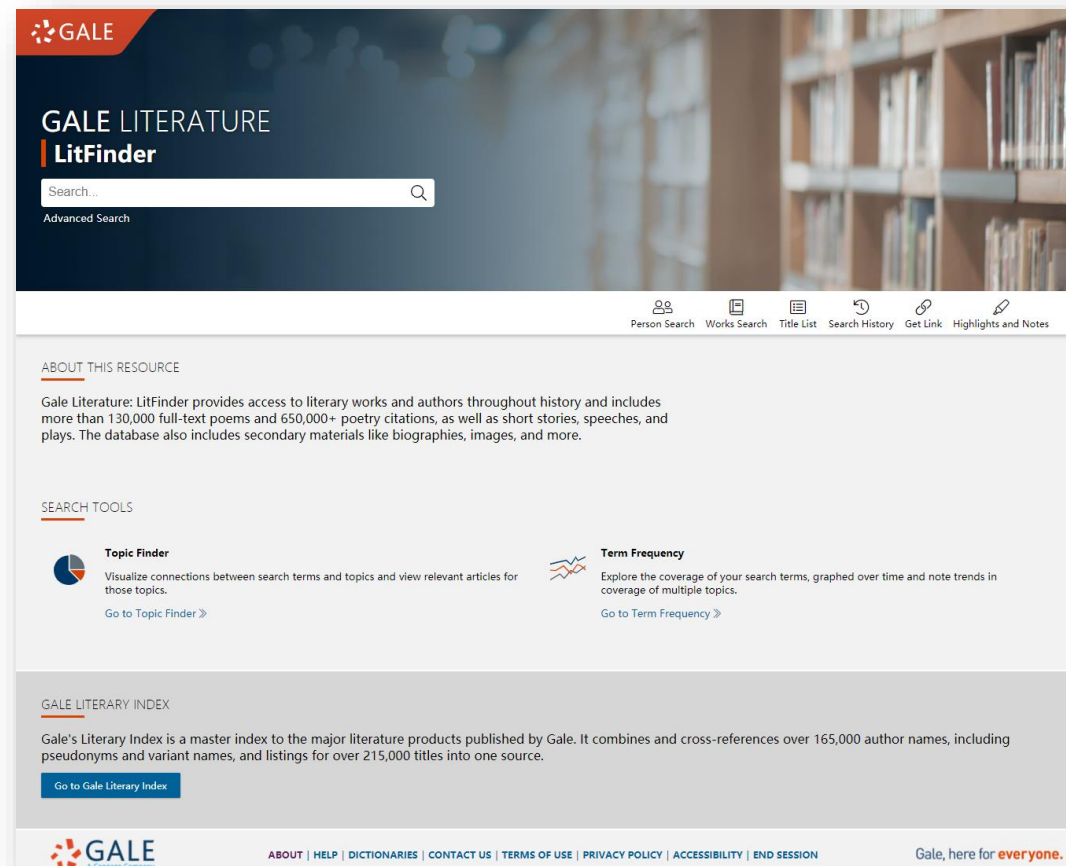 GALE
GALE LITERATURE
LitFinder
Search...
Advanced Search
Person Search Works Search Title List Search History Get Link Highlights and Notes
ABOUT THIS RESOURCE
Gale Literature: LitFinder provides access to literary works and authors throughout history and includes
more than 130,000 full-text poems and 650,000+ poetry citations, as well as short stories, speeches, and
plays. The database also includes secondary materials like biographies, images, and more.
SEARCH TOOLS
Topic Finder
Visualize connections between search terms and topics and view relevant articles for
those topics.
Go to Topic Finder »
Term Frequency
Explore the coverage of your search terms, graphed over time and note trends in
coverage of multiple topics.
Go to Term Frequency »
GALE LITERARY INDEX
Gale's Literary Index is a master index to the major literature products published by Gale. It combines and cross-references over 165,000 author names, including
pseudonyms and variant names, and listings for over 215,000 titles into one source.
Go to Gale Literary Index
GALE
ABOUT | HELP | DICTIONARIES | CONTACT US | TERMS OF USE | PRIVACY POLICY | ACCESSIBILITY | END SESSION
Gale, here for everyone.